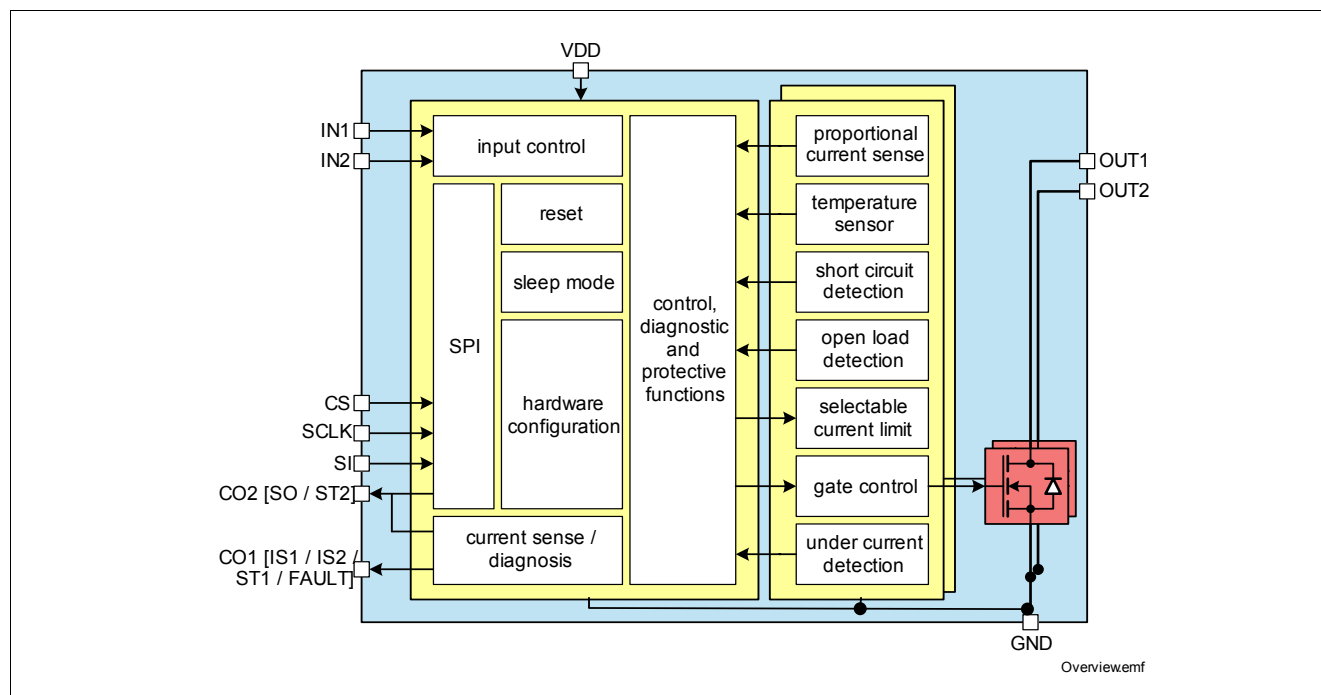 VDD
IN1
IN2
input control
reset
sleep mode
SPI
hardware
configuration
control,
diagnostic
and
protective
functions
current sense /
diagnosis
proportional
current sense
temperature
sensor
short circuit
detection
open load
detection
selectable
current limit
gate control
under current
detection
OUT1
OUT2
CS
SCLK
SI
CO2 [SO / ST2]
CO1 [IS1 / IS2 /
ST1 / FAULT]
GND
Overview.emf